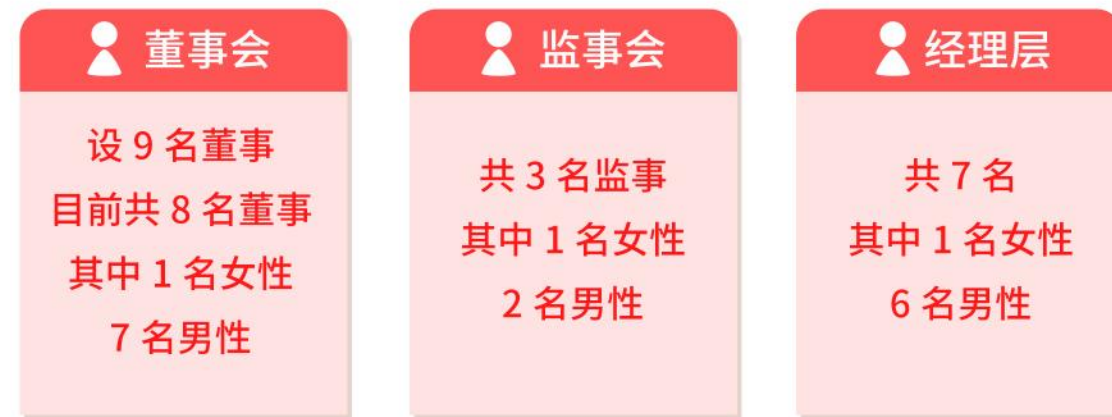 董事会
设 9 名董事
目前共 8 名董事
其中 1 名女性
7 名男性
监事会
共 3 名监事
其中 1 名女性
2 名男性
经理层
共 7 名
其中 1 名女性
6 名男性